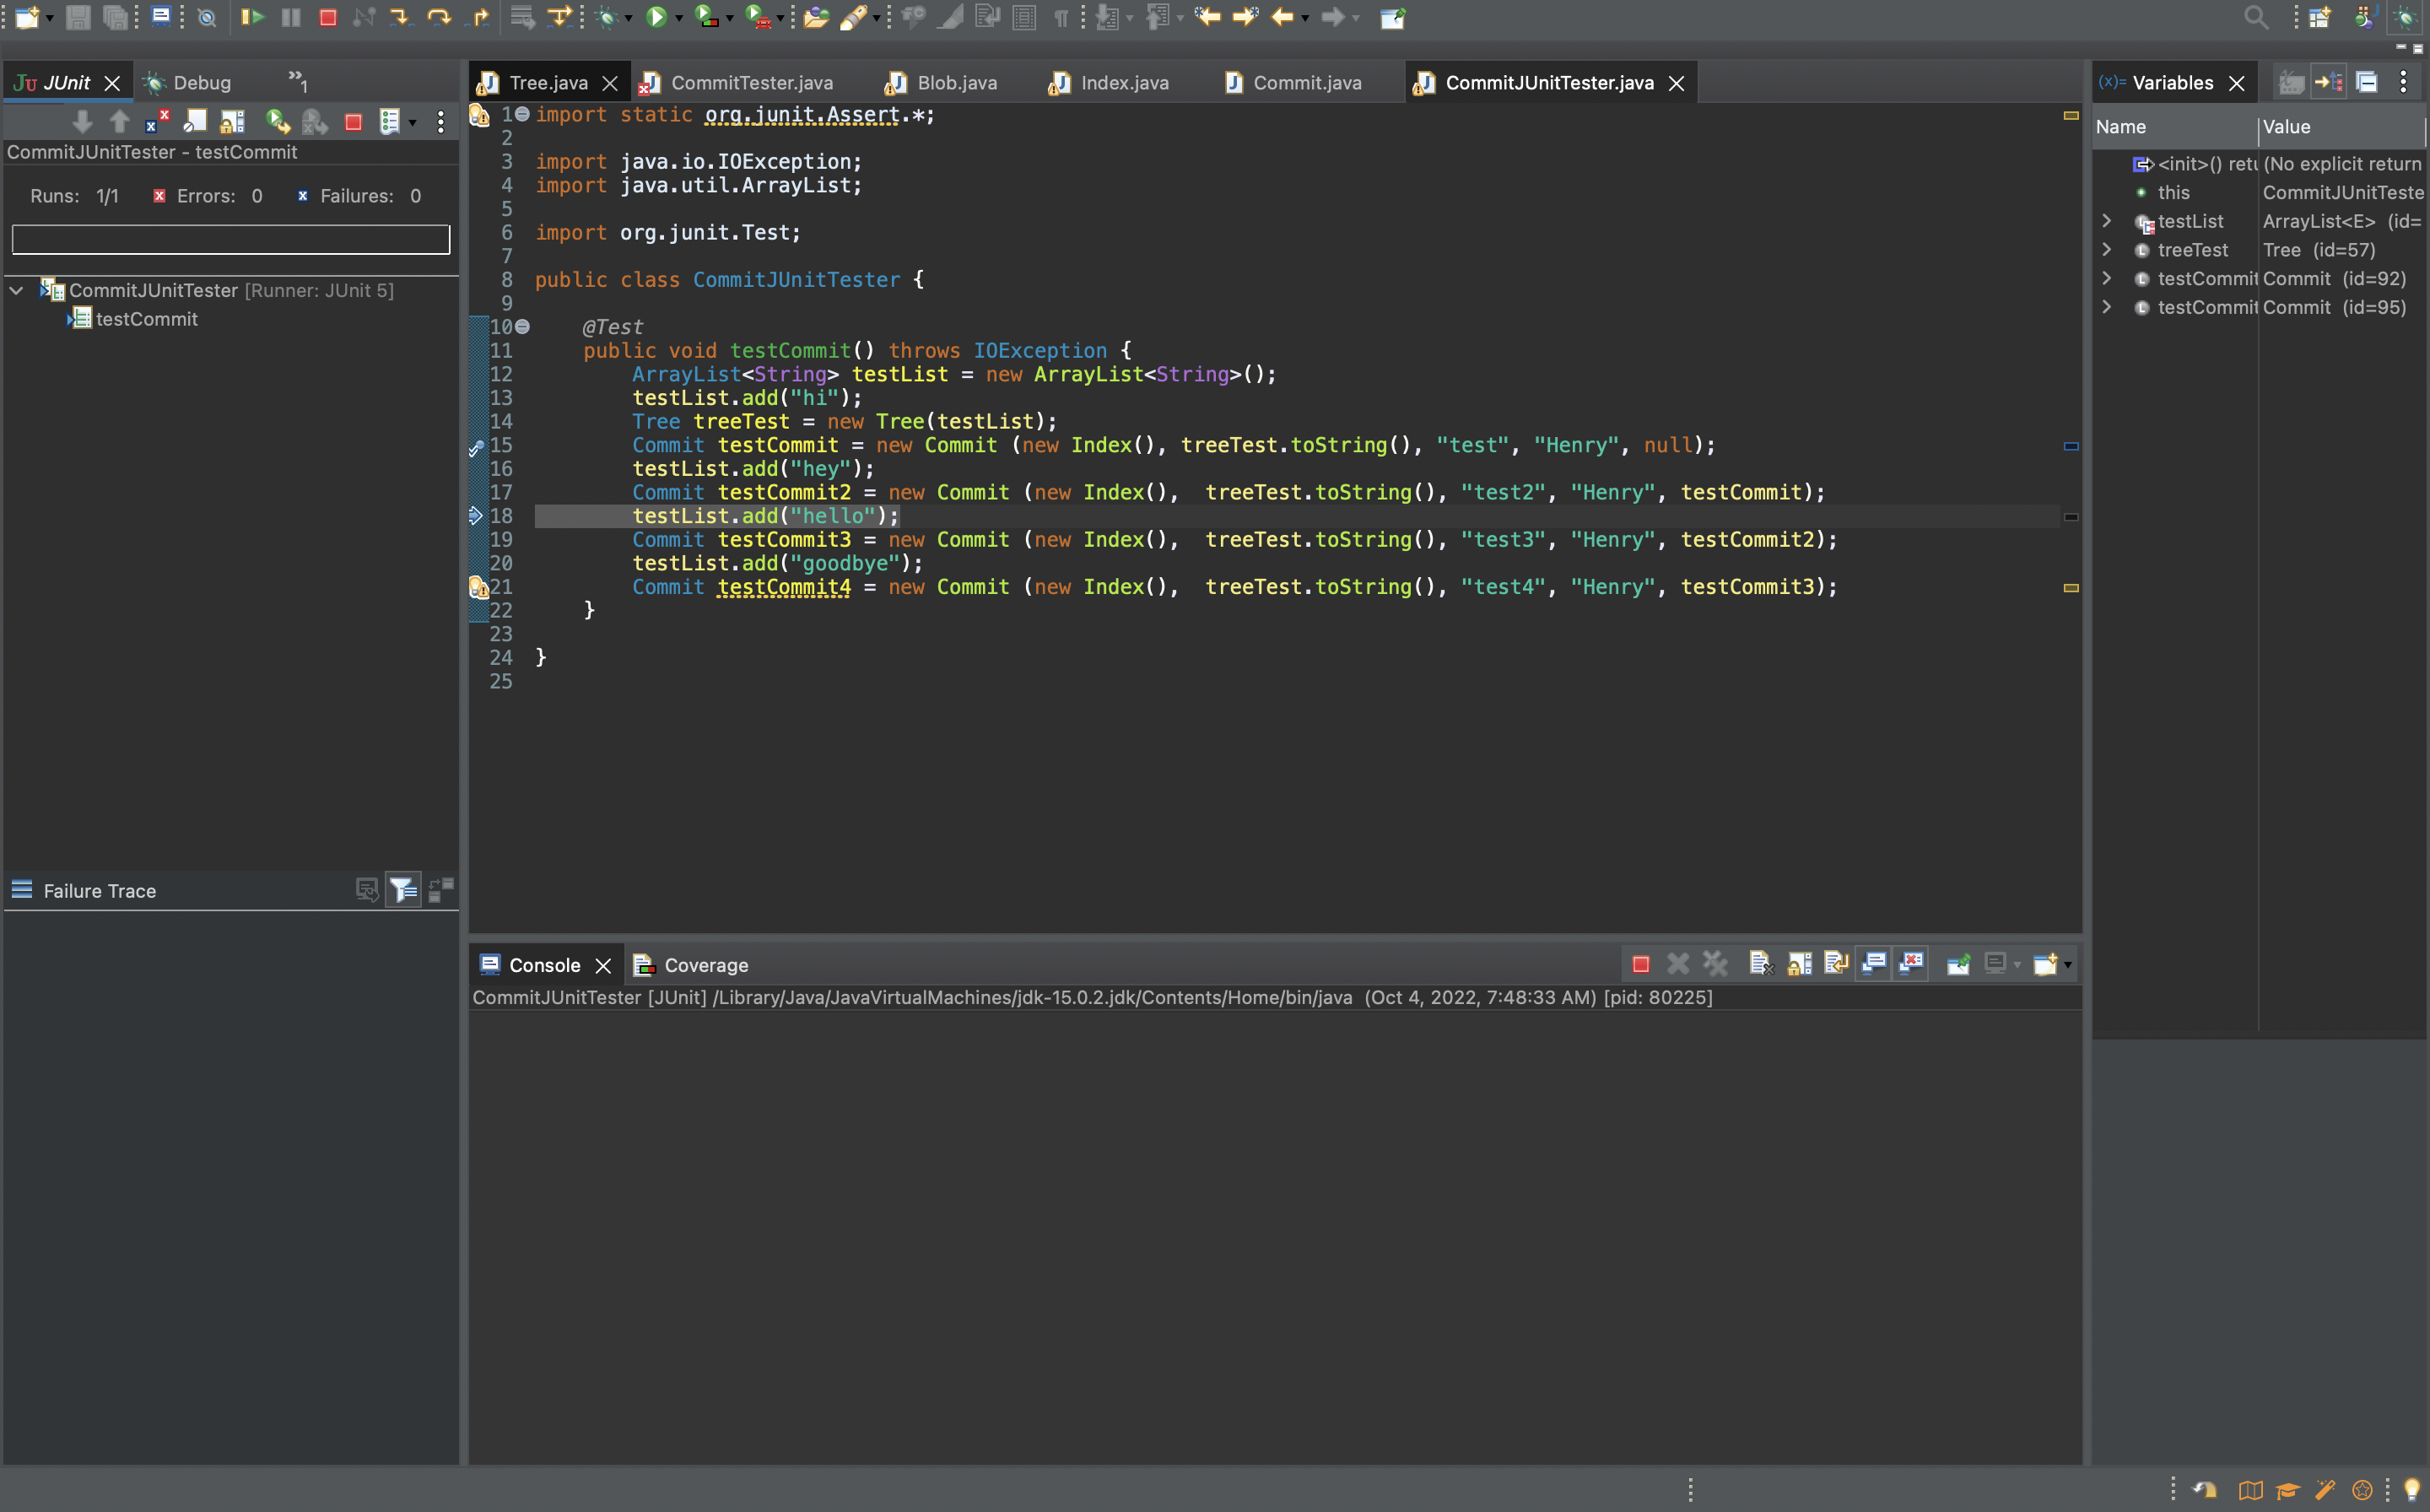 JUnit
Debug
1
CommitJUnitTester - testCommit
Runs: 1/1 Errors: 0 Failures: 0
CommitJUnitTester [Runner: JUnit 5]
testCommit
Failure Trace
Tree.java CommitTester.java Blob.java Index.java Commit.java CommitJUnitTester.java
1 import static org.junit.Assert.*;
2
3 import java.io.IOException;
4 import java.util.ArrayList;
5
6 import org.junit.Test;
7
8 public class CommitJUnitTester {
9
10 @Test
11 public void testCommit() throws IOException {
12 ArrayList<String> testList = new ArrayList<String>();
13 testList.add("hi");
14 Tree treeTest = new Tree(testList);
15 Commit testCommit = new Commit (new Index(), treeTest.toString(), "test", "Henry", null);
16 testList.add("hey");
17 Commit testCommit2 = new Commit (new Index(),  treeTest.toString(), "test2", "Henry", testCommit);
18 testList.add("hello");
19 Commit testCommit3 = new Commit (new Index(),  treeTest.toString(), "test3", "Henry", testCommit2);
20 testList.add("goodbye");
21 Commit testCommit4 = new Commit (new Index(),  treeTest.toString(), "test4", "Henry", testCommit3);
22 }
23
24 }
25
Console Coverage
CommitJUnitTester [JUnit] /Library/Java/JavaVirtualMachines/jdk-15.0.2.jdk/Contents/Home/bin/java (Oct 4, 2022, 7:48:33 AM) [pid: 80225]
(x)= Variables
Name Value
<init>() retu (No explicit return
this CommitJUnitTeste
testList ArrayList<E> (id=
treeTest Tree (id=57)
testCommit Commit (id=92)
testCommit Commit (id=95)